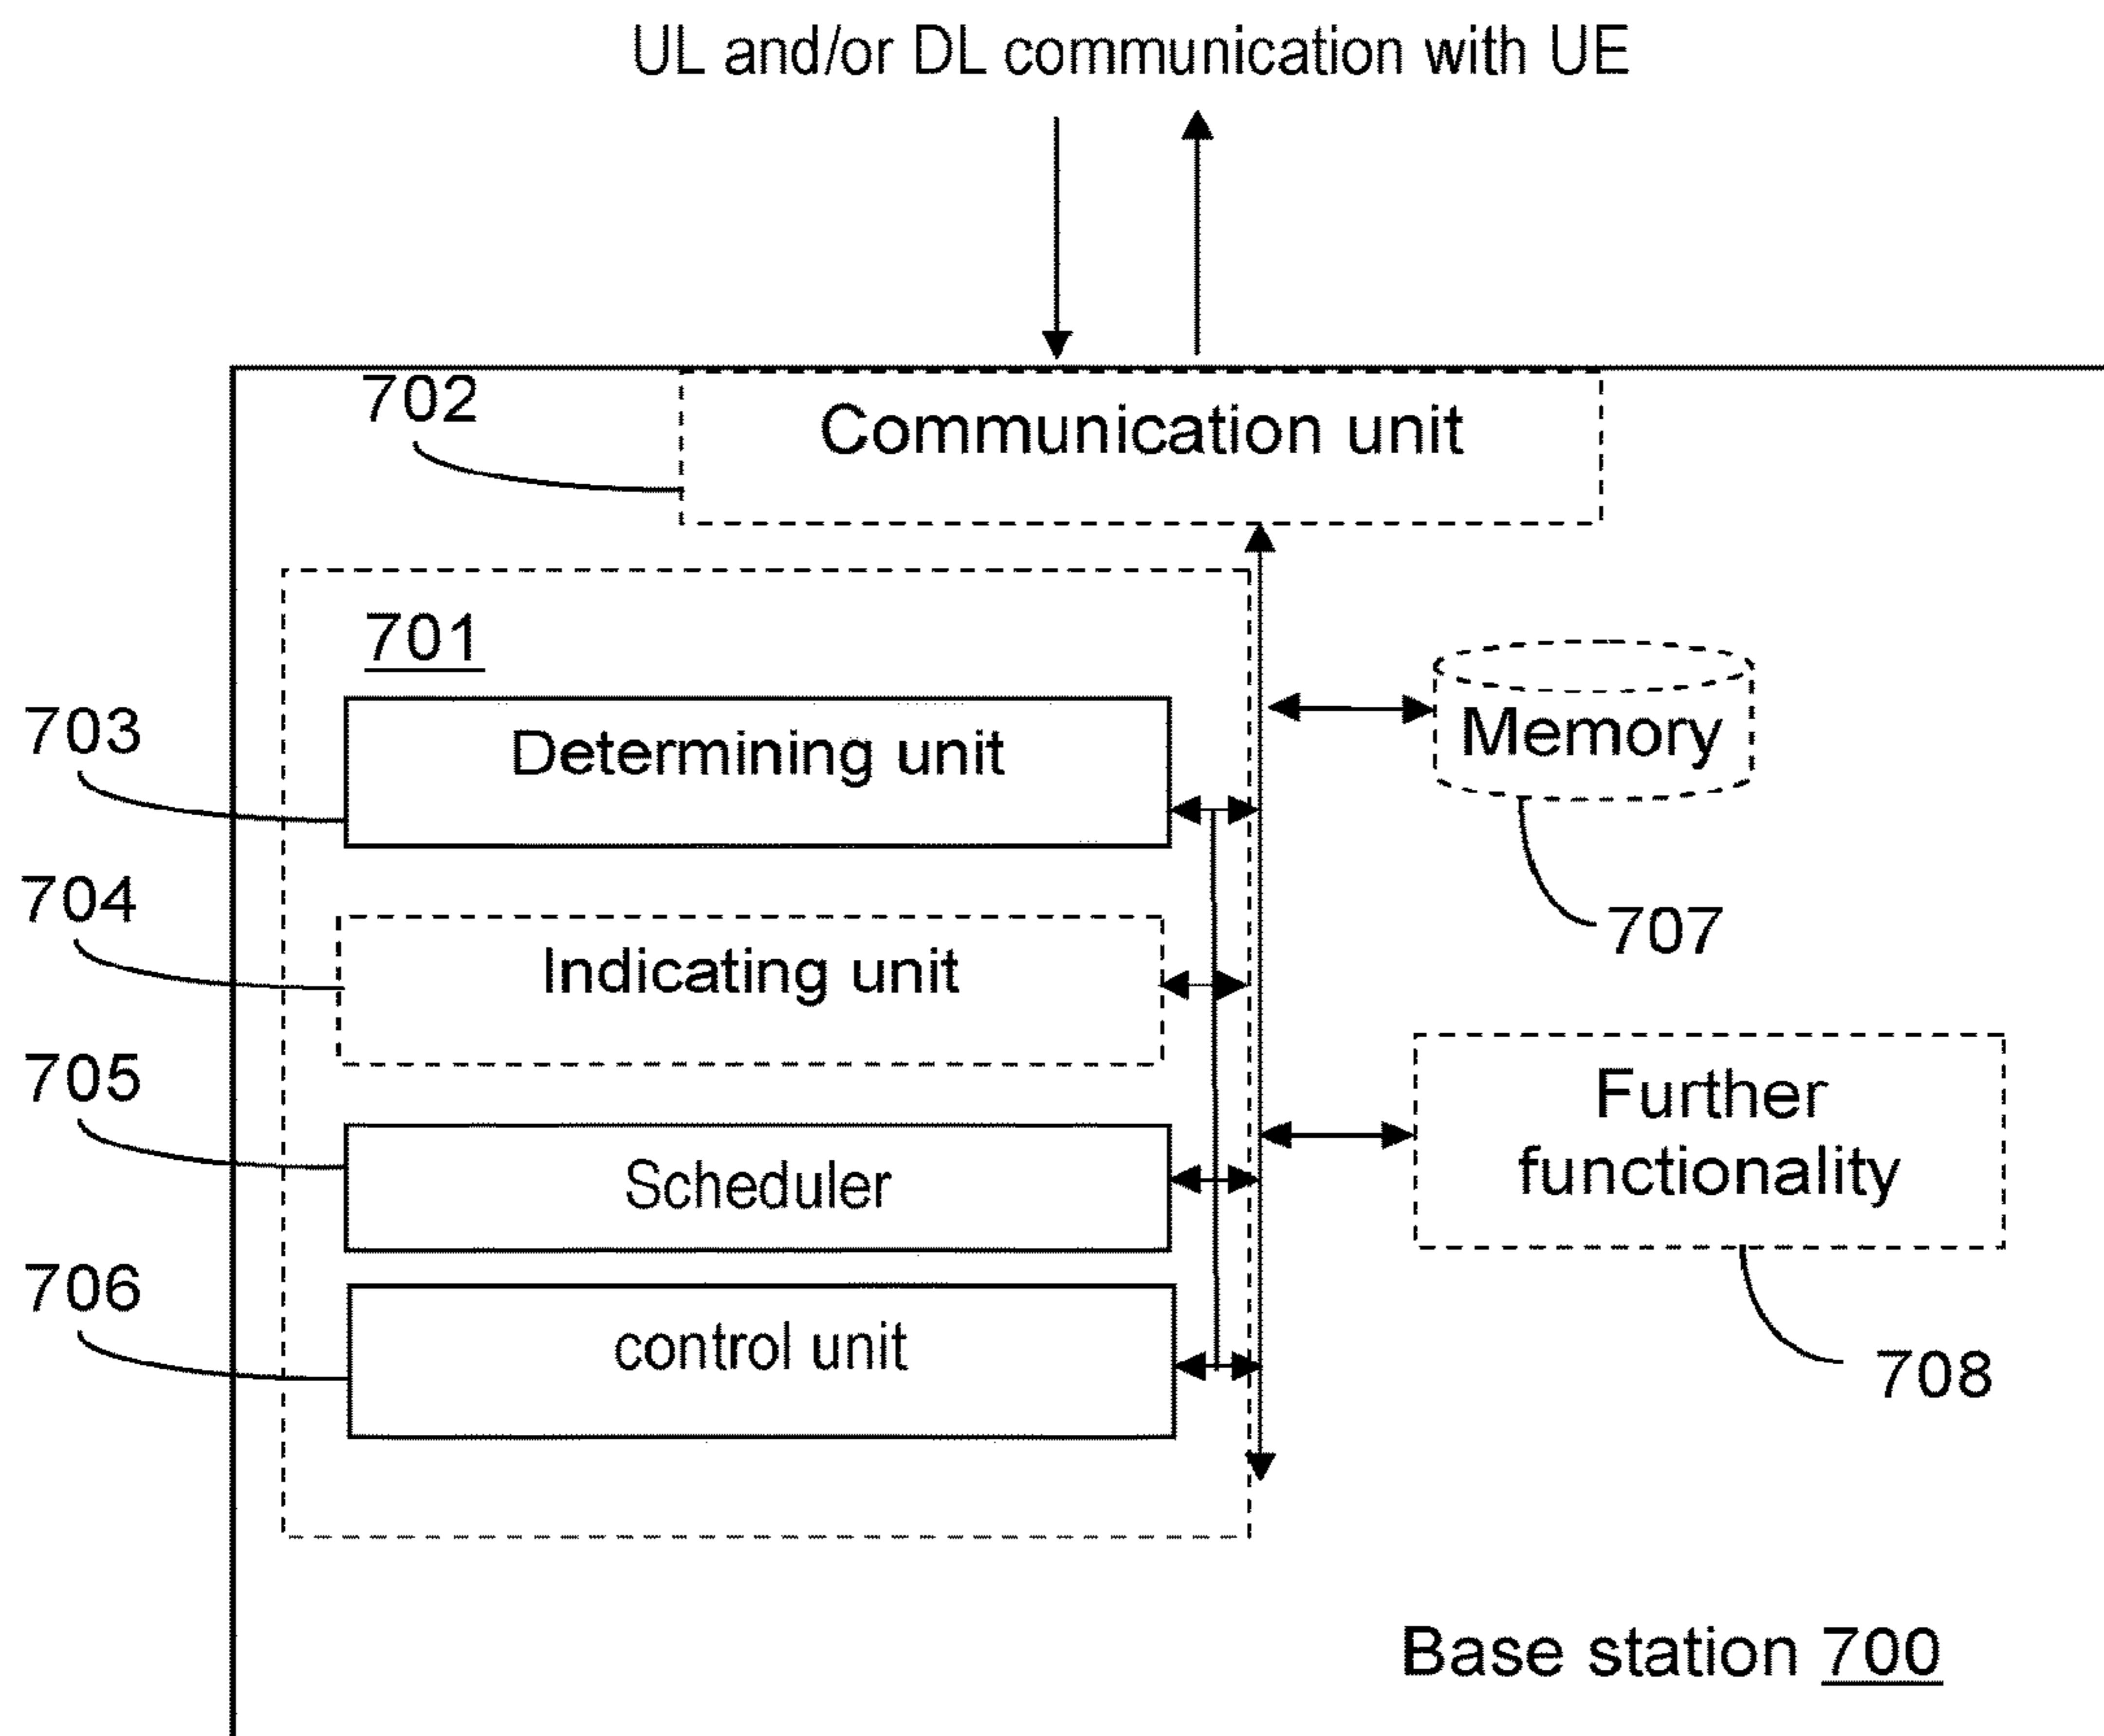 UL and/or DL communication with UE
702
Communication unit
701
703
Determining unit
Memory
704
Indicating unit
707
705
Scheduler
Further
functionality
706
control unit
708
Base station 700